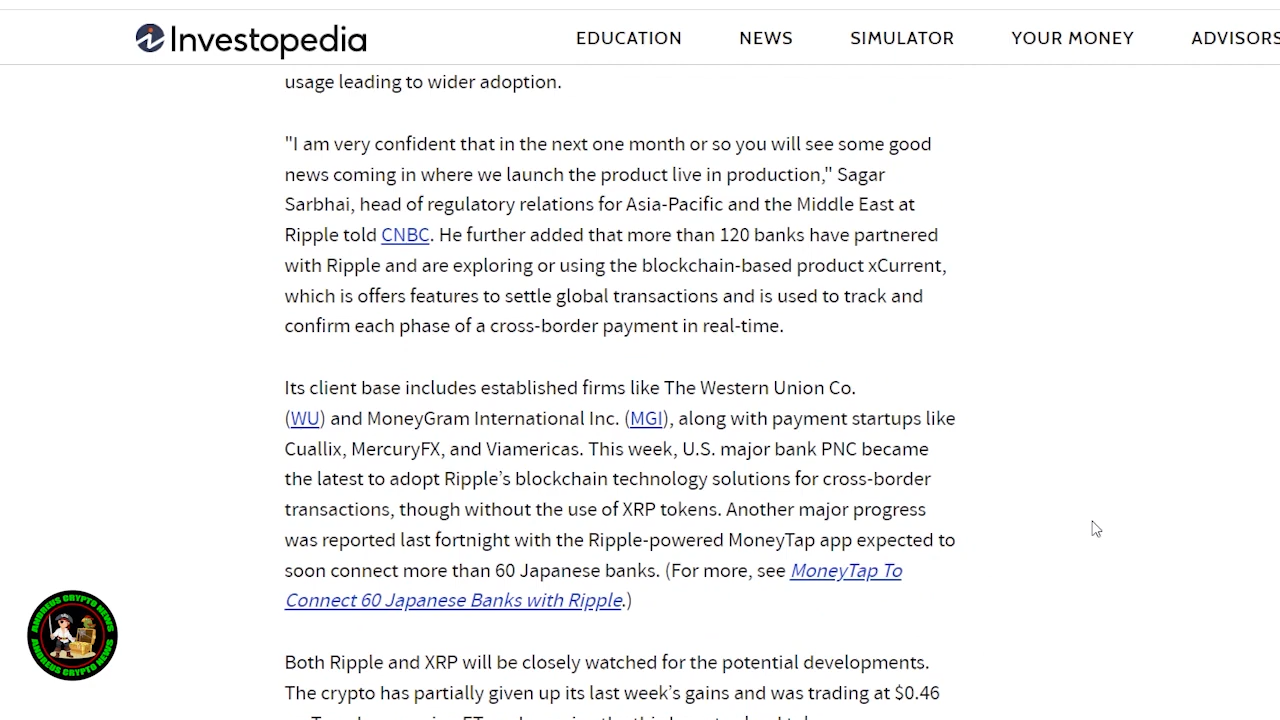 Investopedia
EDUCATION NEWS SIMULATOR YOUR MONEY ADVISORS
usage leading to wider adoption.
"I am very confident that in the next one month or so you will see some good
news coming in where we launch the product live in production," Sagar
Sarbhai, head of regulatory relations for Asia-Pacific and the Middle East at
Ripple told CNBC. He further added that more than 120 banks have partnered
with Ripple and are exploring or using the blockchain-based product xCurrent,
which is offers features to settle global transactions and is used to track and
confirm each phase of a cross-border payment in real-time.
Its client base includes established firms like The Western Union Co.
(WU) and MoneyGram International Inc. (MGI), along with payment startups like
Cuallix, MercuryFX, and Viamericas. This week, U.S. major bank PNC became
the latest to adopt Ripple’s blockchain technology solutions for cross-border
transactions, though without the use of XRP tokens. Another major progress
was reported last fortnight with the Ripple-powered MoneyTap app expected to
soon connect more than 60 Japanese banks. (For more, see MoneyTap To
Connect 60 Japanese Banks with Ripple.)
ANDREUS CRYPTO NEWS
ANDREUS CRYPTO NEWS
Both Ripple and XRP will be closely watched for the potential developments.
The crypto has partially given up its last week’s gains and was trading at $0.46